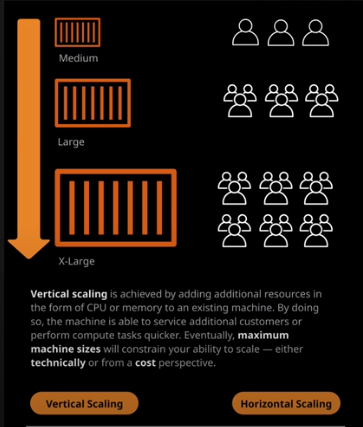 Medium
Large
X-Large
Vertical scaling is achieved by adding additional resources in
the form of CPU or memory to an existing machine. By doing
so, the machine is able to service additional customers or
perform compute tasks quicker. Eventually, maximum
machine sizes will constrain your ability to scale — either
technically or from a cost perspective.
Vertical Scaling
Horizontal Scaling